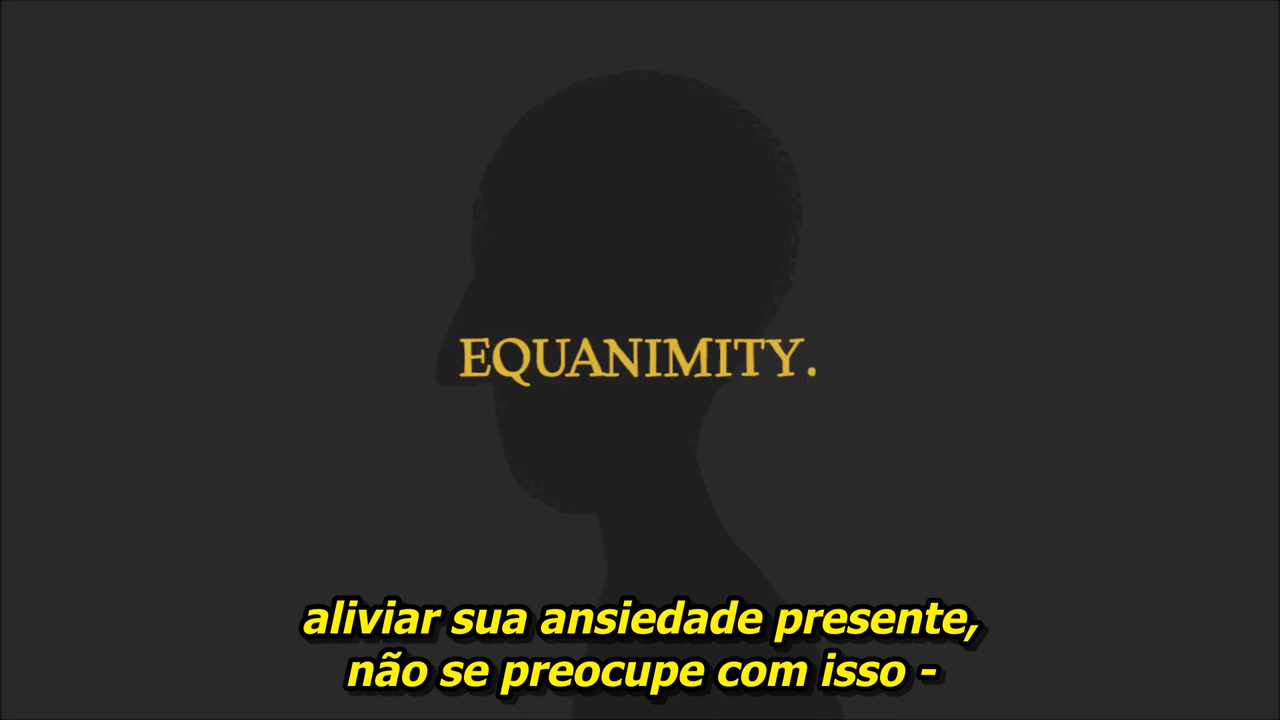 EQUANIMITY.
aliviar sua ansiedade presente,
não se preocupe com isso -